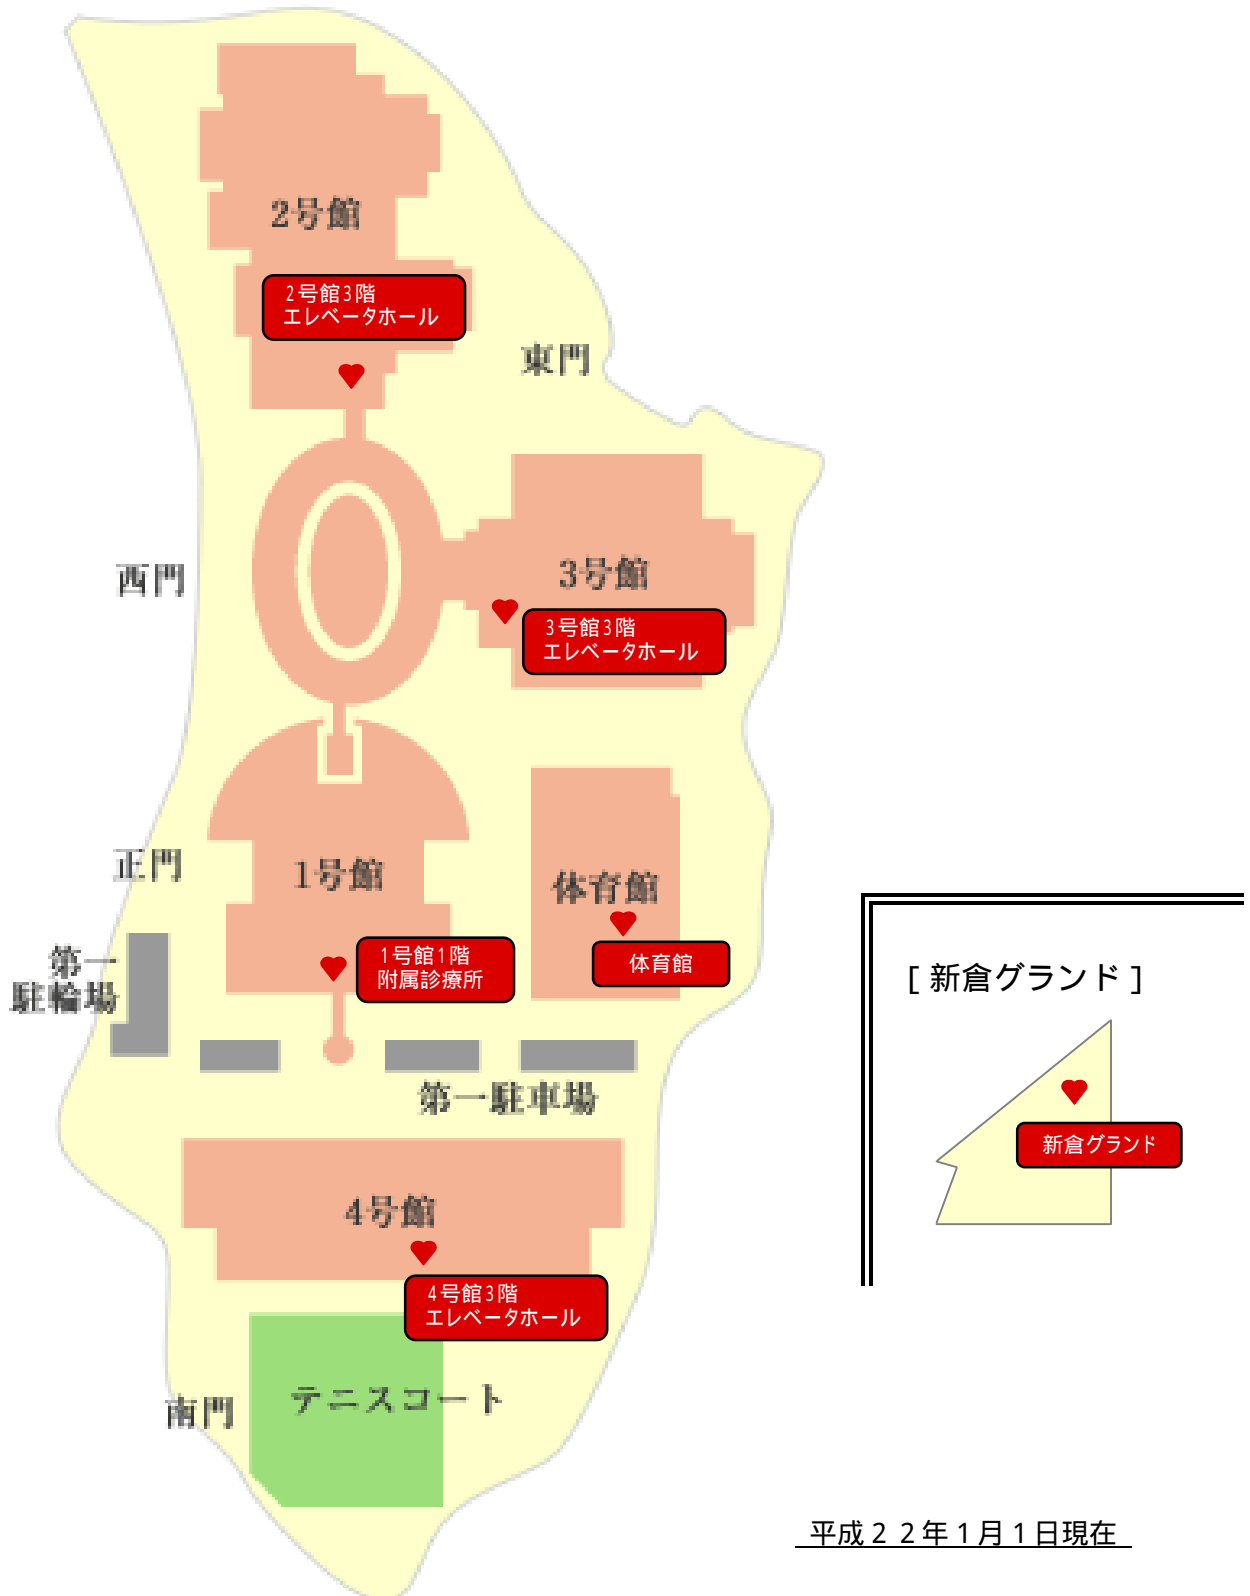 2号館
2号館3階
エレベータホール
東門
西門
3号館
3号館3階
エレベータホール
正門
1号館
体育館
1号館1階
附属診療所
体育館
第一
駐輪場
第一駐車場
[ 新倉グランド ]
新倉グランド
4号館
4号館3階
エレベータホール
南門
テニスコート
平成２２年１月１日現在